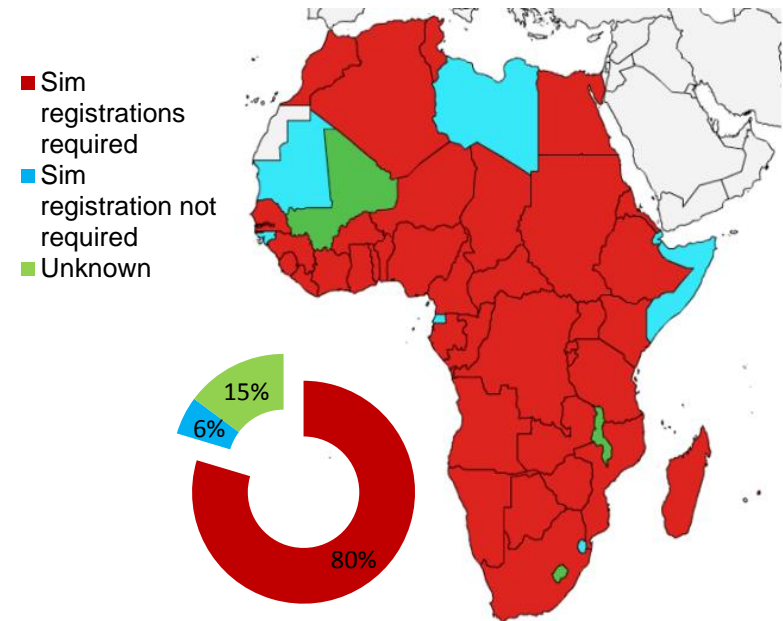 Sim
registrations
required
Sim
registration not
required
Unknown
15%
6%
80%